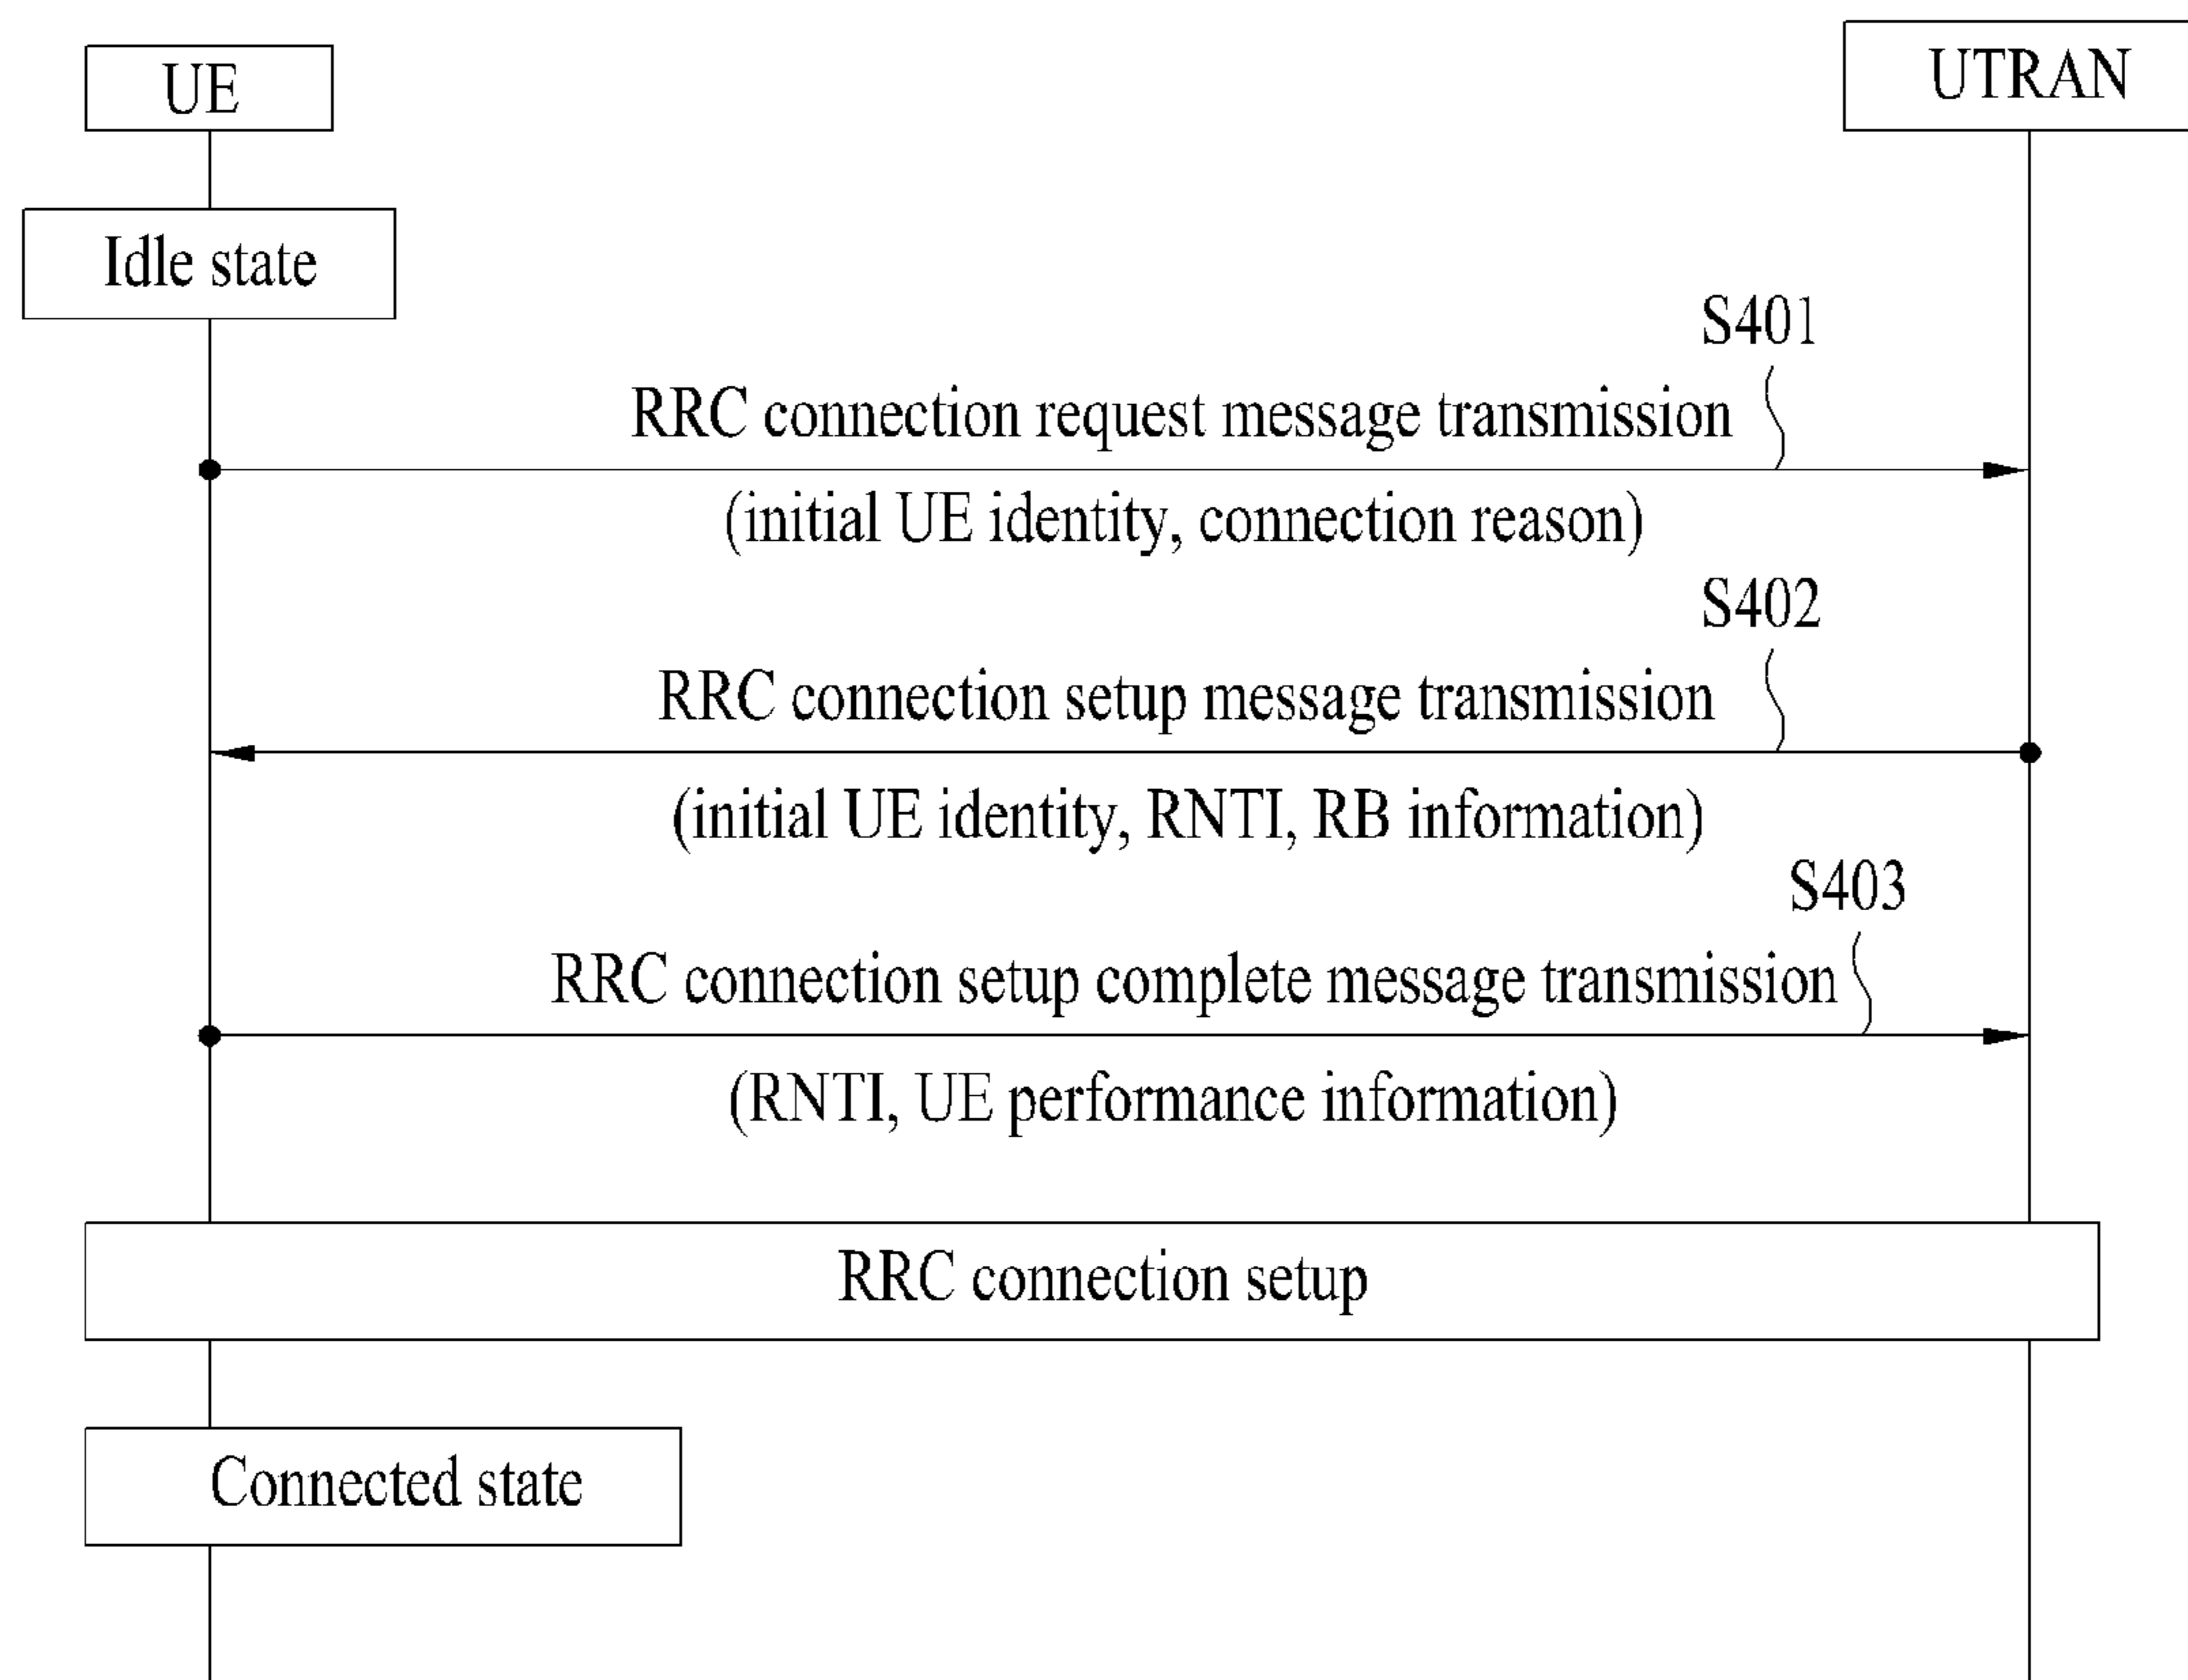 UE
UTRAN
Idle state
S401
RRC connection request message transmission
(initial UE identity, connection reason)
S402
RRC connection setup message transmission
(initial UE identity, RNTI, RB information)
S403
RRC connection setup complete message transmission
(RNTI, UE performance information)
RRC connection setup
Connected state